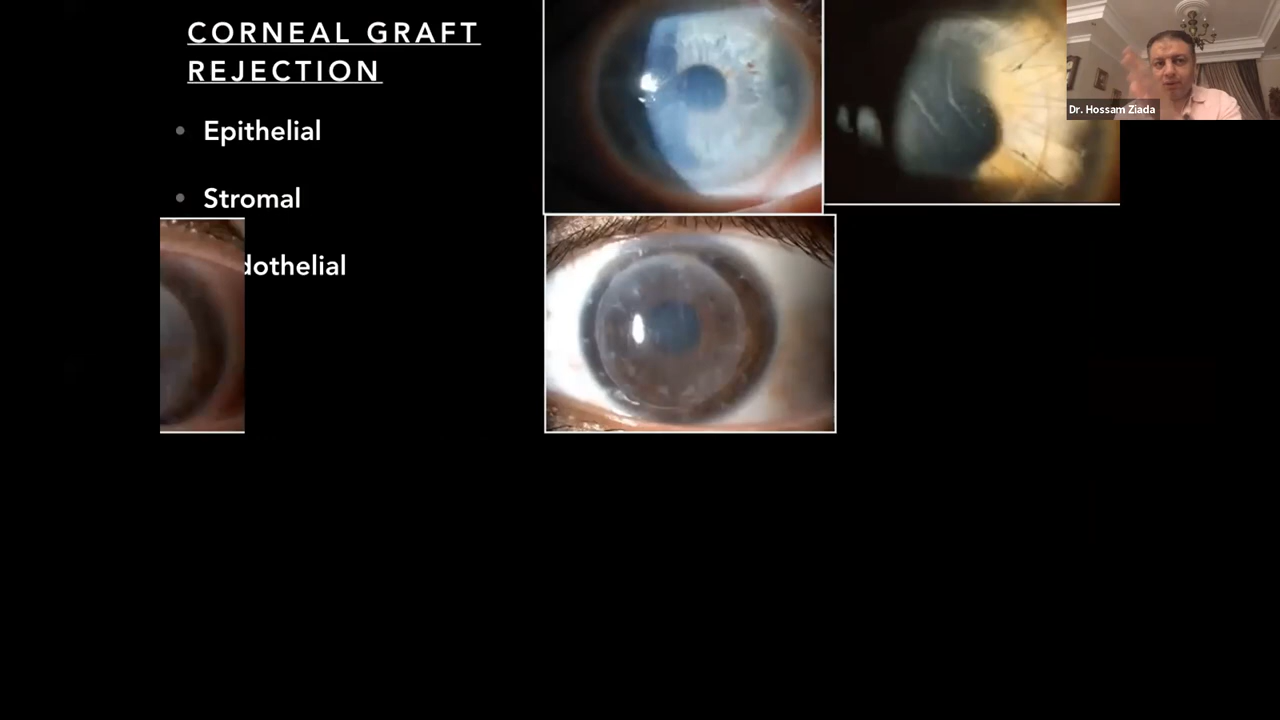 CORNEAL GRAFT
REJECTION
Epithelial
Stromal
dothelial
Dr. Hossam Ziada